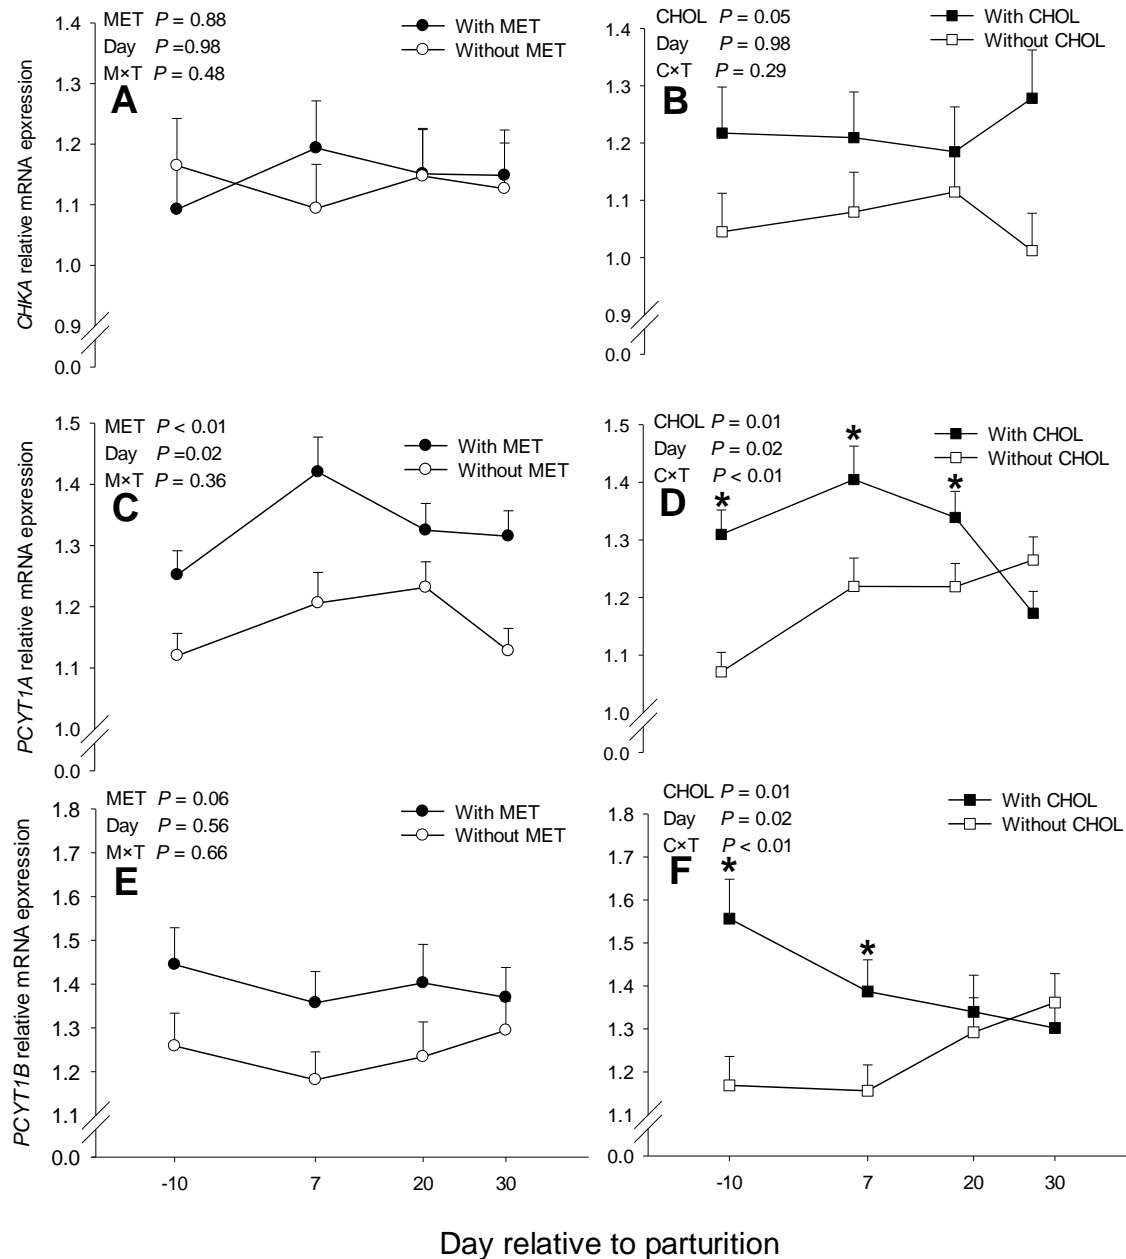 MET P = 0.88
Day P =0.98
M×T P = 0.48
A
With MET
Without MET
1.4
1.3
1.2
1.1
1.0
0.9
0.0
CHKA relative mRNA epxression
CHOL P = 0.05
Day P = 0.98
C×T P = 0.29
B
With CHOL
Without CHOL
1.4
1.3
1.2
1.1
1.0
0.9
0.0
MET P < 0.01
Day P =0.02
M×T P = 0.36
C
With MET
Without MET
1.5
1.4
1.3
1.2
1.1
1.0
0.0
PCYT1A relative mRNA epxression
CHOL P = 0.01
Day P = 0.02
C×T P < 0.01
D
With CHOL
Without CHOL
1.5
1.4
1.3
1.2
1.1
1.0
0.0
*
*
*
MET P = 0.06
Day P = 0.56
M×T P = 0.66
E
With MET
Without MET
1.8
1.7
1.6
1.5
1.4
1.3
1.2
1.1
0.0
PCYT1B relative mRNA epxression
-10 7 20 30
CHOL P = 0.01
Day P = 0.02
C×T P < 0.01
F
With CHOL
Without CHOL
1.8
1.7
1.6
1.5
1.4
1.3
1.2
1.1
0.0
*
*
-10 7 20 30
Day relative to parturition